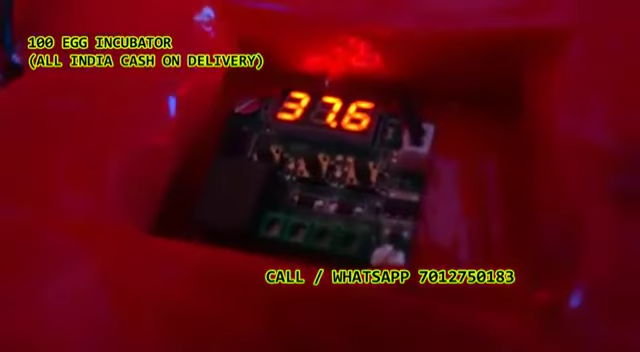 100 EGG INCUBATOR
(ALL INDIA CASH ON DELIVERY)
37.6
CALL / WHATSAPP 7012750183